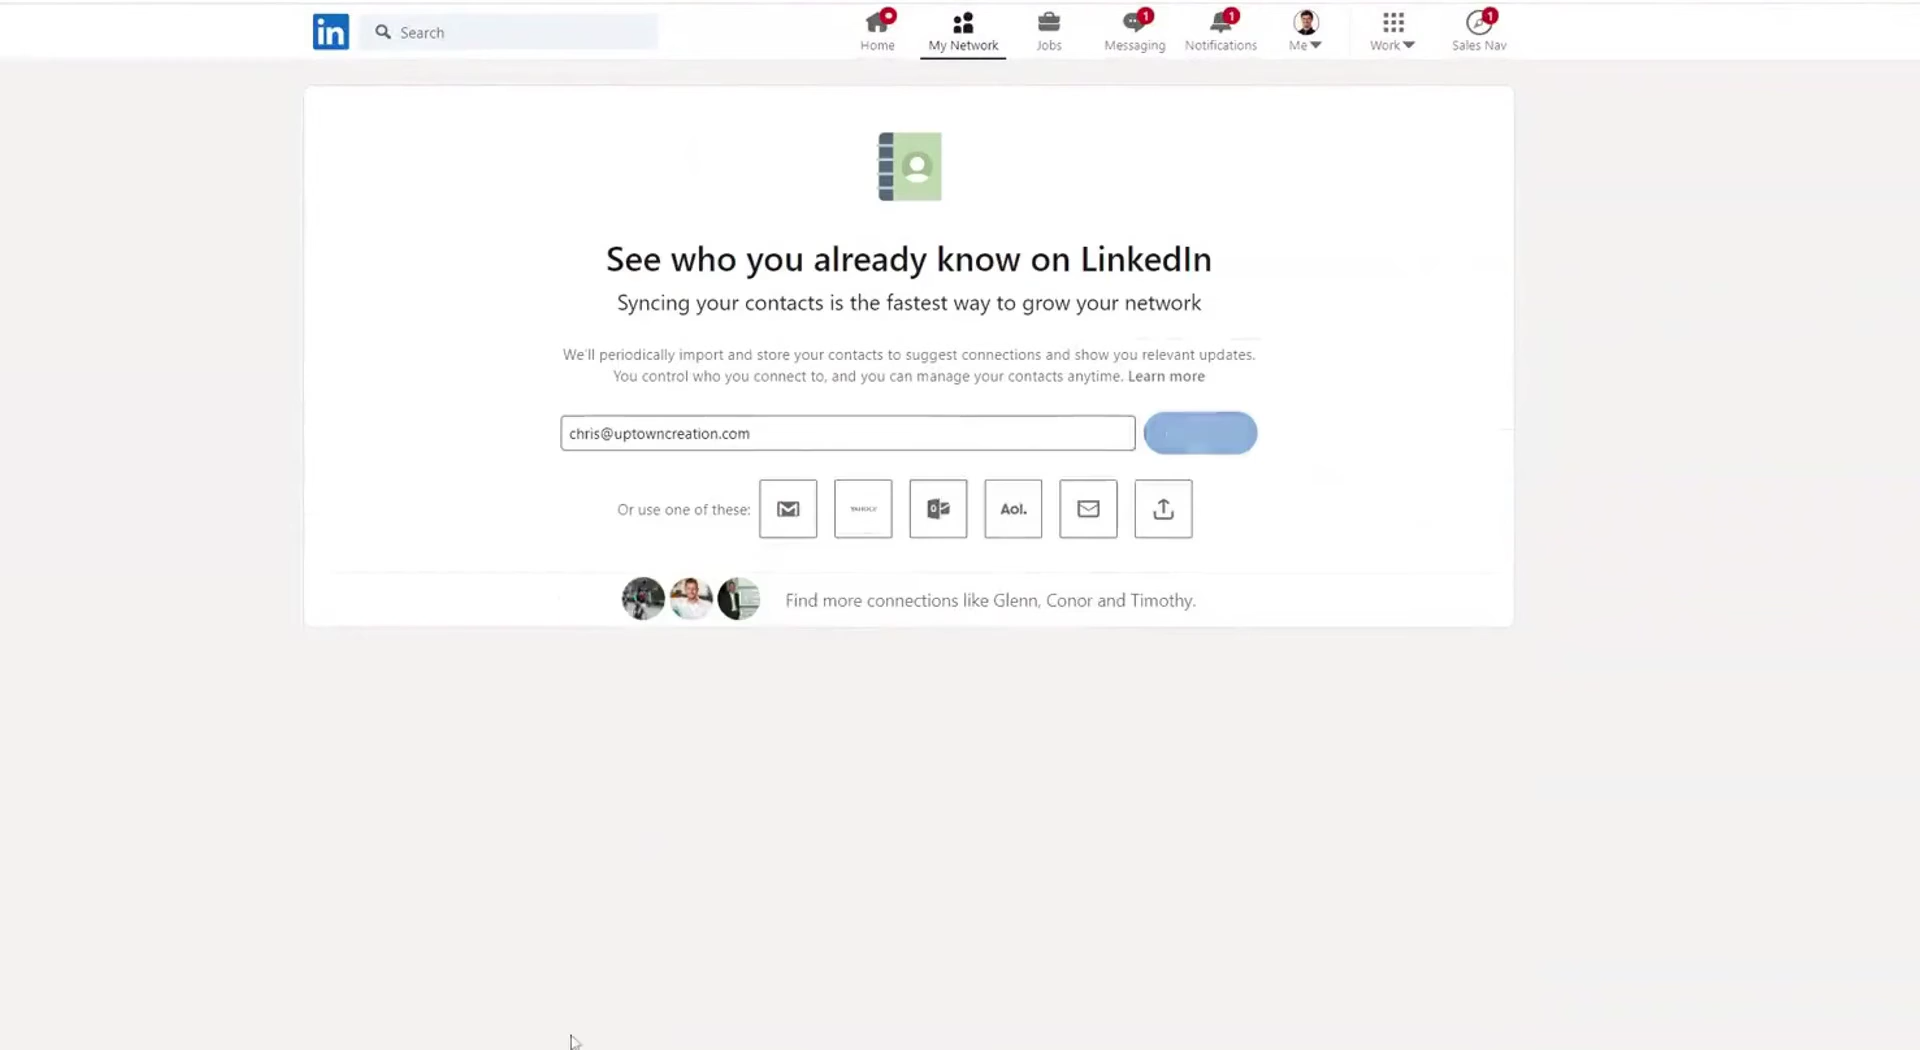 in Search
Home My Network Jobs Messaging 1 Notifications 1 Me Work Sales Nav 1
See who you already know on LinkedIn
Syncing your contacts is the fastest way to grow your network
We'll periodically import and store your contacts to suggest connections and show you relevant updates.
You control who you connect to, and you can manage your contacts anytime. Learn more
chris@uptowncreation.com
Or use one of these: YAHOO! Aol.
Find more connections like Glenn, Conor and Timothy.